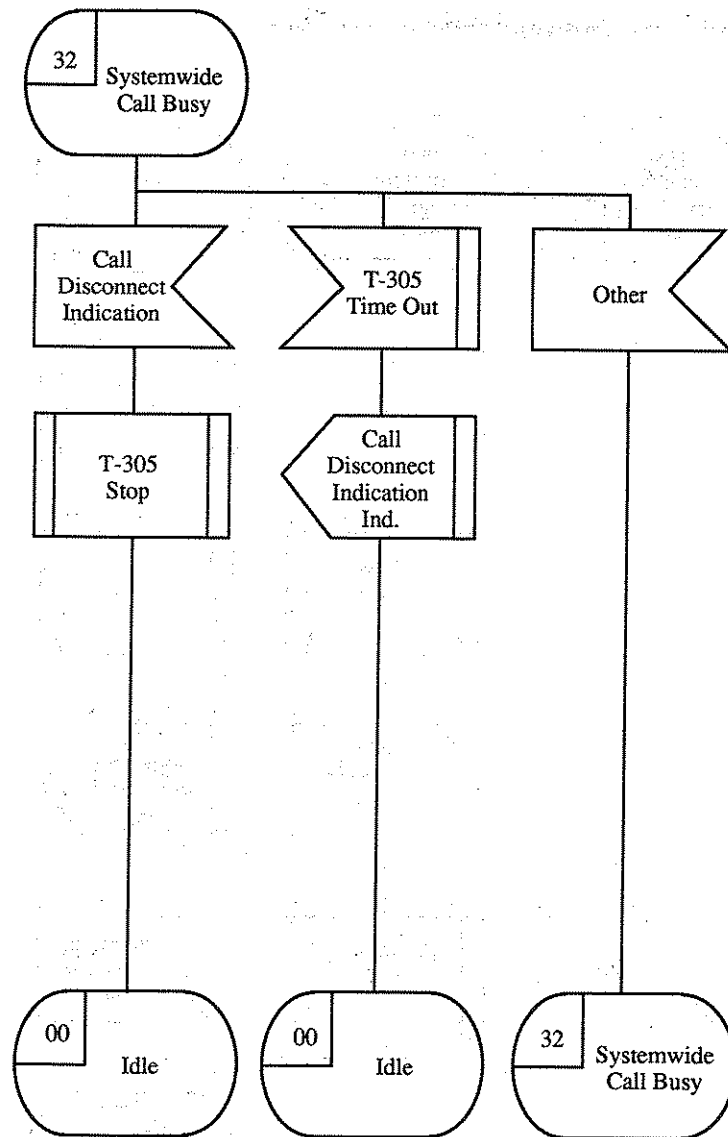 32
Systemwide
Call Busy
Call
Disconnect
Indication
T-305
Time Out
Other
T-305
Stop
Call
Disconnect
Indication
Ind.
00
Idle
00
Idle
32
Systemwide
Call Busy